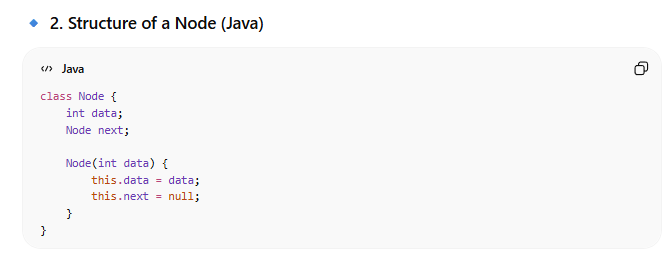 2. Structure of a Node (Java)
</> Java
class Node {
    int data;
    Node next;

    Node(int data) {
        this.data = data;
        this.next = null;
    }
}